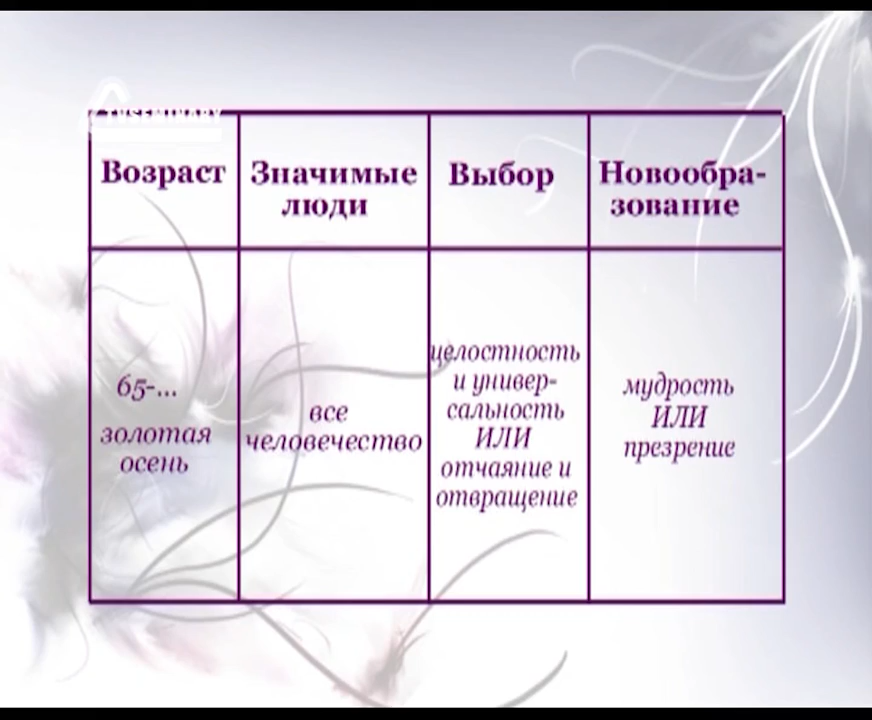 TVSEMINARY
Возраст
Значимые
люди
Выбор
Новообра-
зование
65-...
золотая
осень
все
человечество
целостность
и универ-
сальность
ИЛИ
отчаяние и
отвращение
мудрость
ИЛИ
презрение